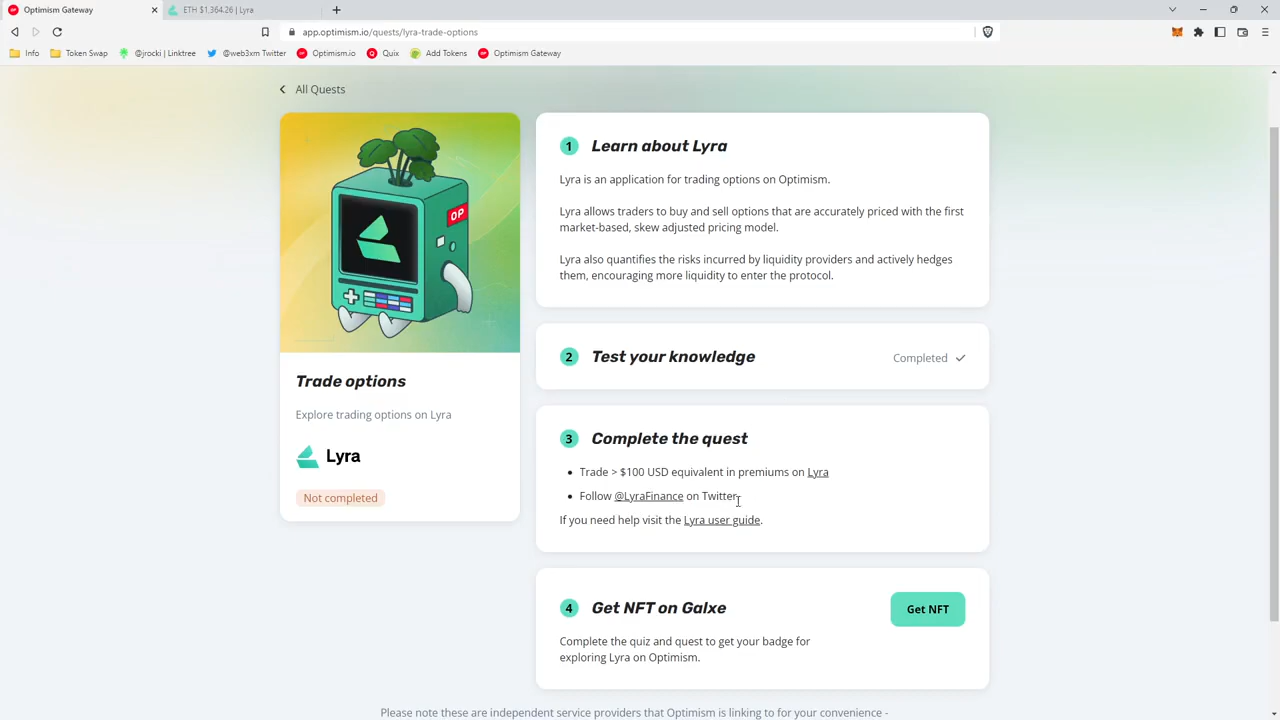 Optimism Gateway
ETH $1,364.26 | Lyra
app.optimism.io/quests/lyra-trade-options
Info
Token Swap
@jrocki | Linktree
@web3xm Twitter
Optimism.io
Quix
Add Tokens
Optimism Gateway
All Quests
OP
Trade options
Explore trading options on Lyra
Lyra
Not completed
1 Learn about Lyra
Lyra is an application for trading options on Optimism.
Lyra allows traders to buy and sell options that are accurately priced with the first
market-based, skew adjusted pricing model.
Lyra also quantifies the risks incurred by liquidity providers and actively hedges
them, encouraging more liquidity to enter the protocol.
2 Test your knowledge
Completed
3 Complete the quest
• Trade > $100 USD equivalent in premiums on Lyra
• Follow @LyraFinance on Twitter
If you need help visit the Lyra user guide.
4 Get NFT on Galxe
Get NFT
Complete the quiz and quest to get your badge for
exploring Lyra on Optimism.
Please note these are independent service providers that Optimism is linking to for your convenience -